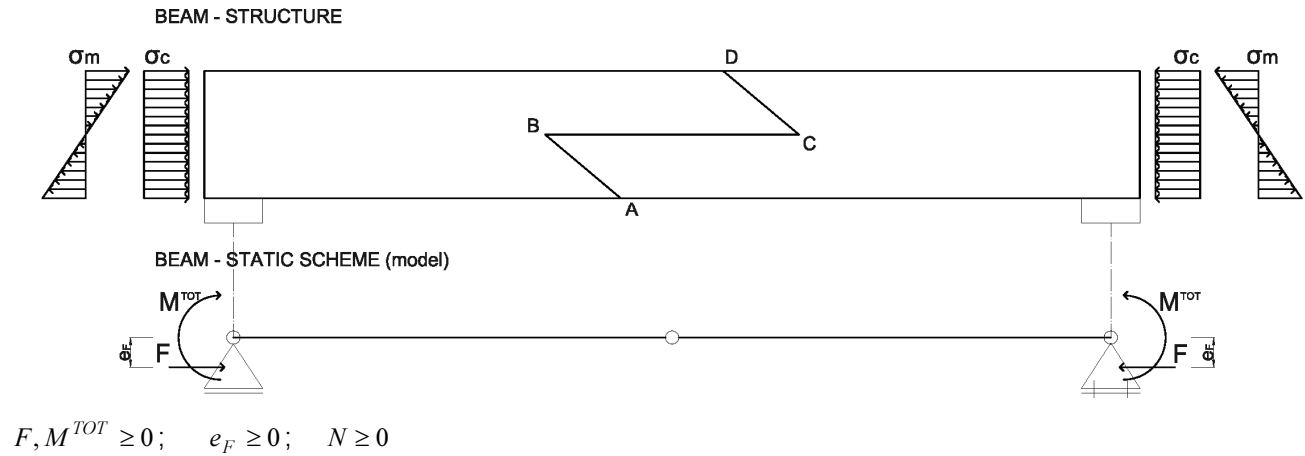 BEAM - STRUCTURE
σm σc D σc σm
B
C
A
BEAM - STATIC SCHEME (model)
M^TOT M^TOT
e_F F F e_F
F, M^{TOT} ≥ 0; e_F ≥ 0; N ≥ 0